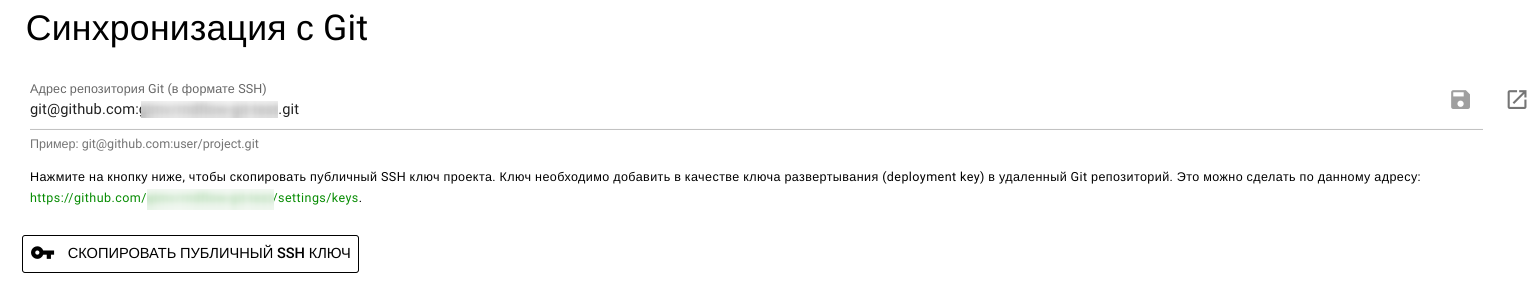 Синхронизация с Git
Адрес репозитория Git (в формате SSH)
git@github.com: .git
Пример: git@github.com:user/project.git
Нажмите на кнопку ниже, чтобы скопировать публичный SSH ключ проекта. Ключ необходимо добавить в качестве ключа развертывания (deployment key) в удаленный Git репозиторий. Это можно сделать по данному адресу:
https://github.com/ /settings/keys.
СКОПИРОВАТЬ ПУБЛИЧНЫЙ SSH КЛЮЧ